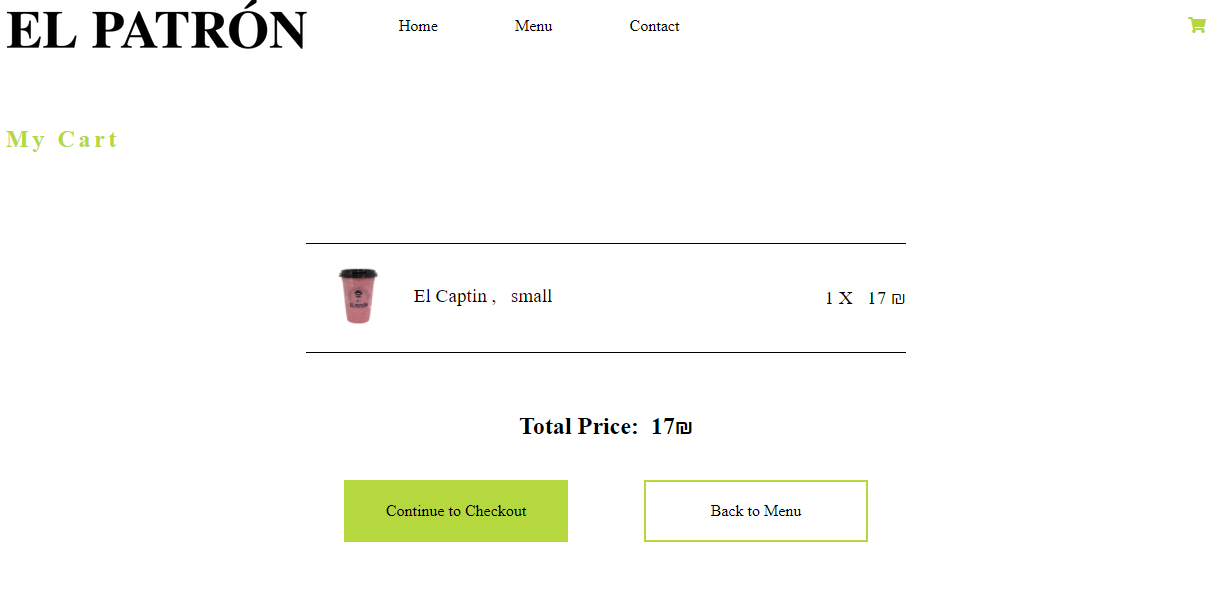 EL PATRÓN Home Menu Contact
My Cart
El Captin , small 1 X 17 ₪
Total Price: 17₪
Continue to Checkout Back to Menu